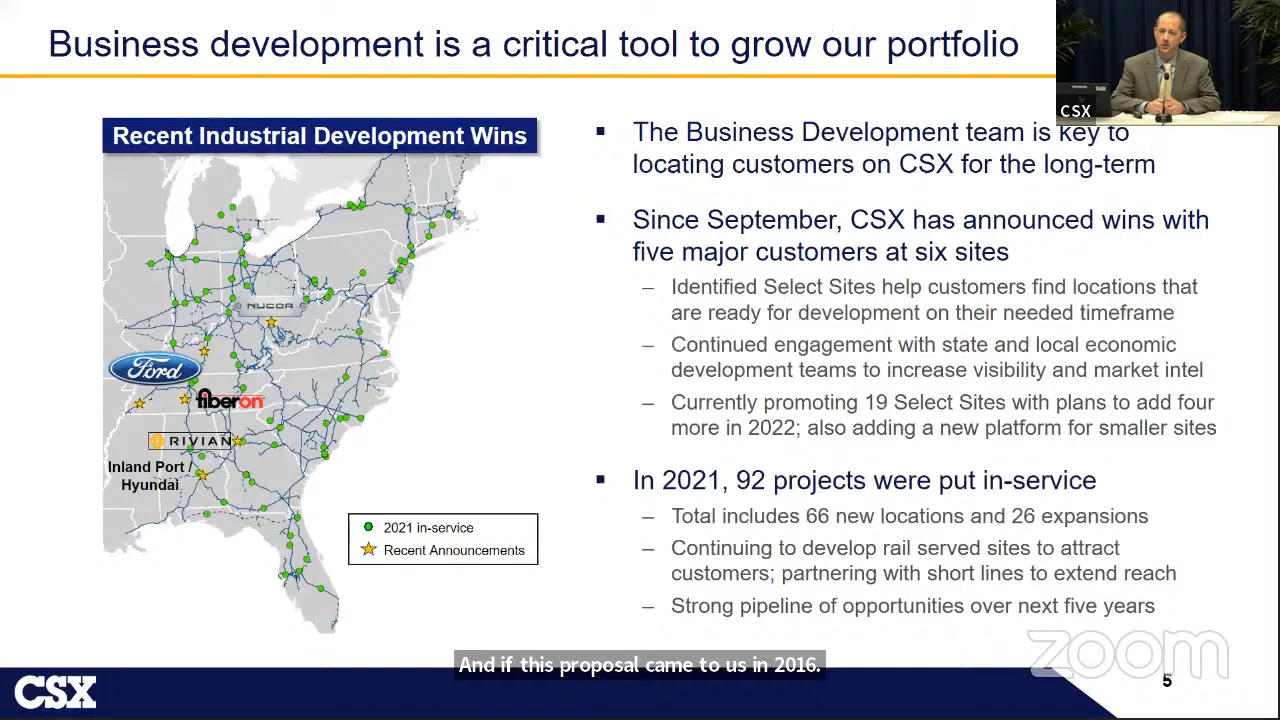 Business development is a critical tool to grow our portfolio
CSX
Recent Industrial Development Wins
NUCOR
Ford
fiberon
RIVIAN
Inland Port /
Hyundai
2021 in-service
Recent Announcements
▪ The Business Development team is key to
locating customers on CSX for the long-term
▪ Since September, CSX has announced wins with
five major customers at six sites
– Identified Select Sites help customers find locations that
are ready for development on their needed timeframe
– Continued engagement with state and local economic
development teams to increase visibility and market intel
– Currently promoting 19 Select Sites with plans to add four
more in 2022; also adding a new platform for smaller sites
▪ In 2021, 92 projects were put in-service
– Total includes 66 new locations and 26 expansions
– Continuing to develop rail served sites to attract
customers; partnering with short lines to extend reach
– Strong pipeline of opportunities over next five years
zoom
And if this proposal came to us in 2016.
CSX
5